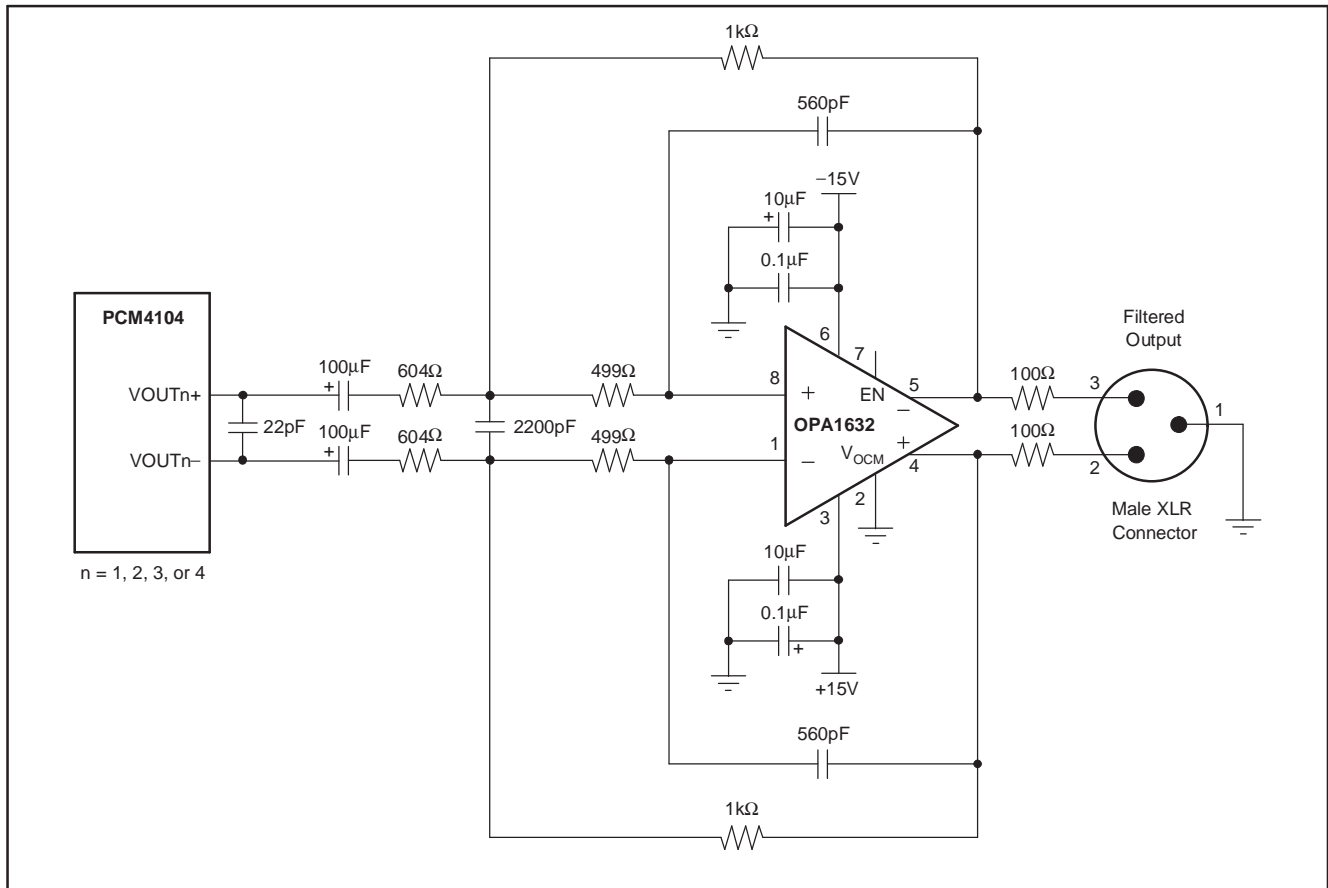 1kΩ
560pF
−15V
10µF
+
0.1µF
PCM4104
VOUTn+
VOUTn−
22pF
n = 1, 2, 3, or 4
100µF
+
604Ω
100µF
+
604Ω
2200pF
499Ω
499Ω
8
+
1
−
OPA1632
6
7
EN
5
−
+
4
VOCM
2
3
100Ω
100Ω
Filtered
Output
3
1
2
Male XLR
Connector
10µF
0.1µF
+
+15V
560pF
1kΩ